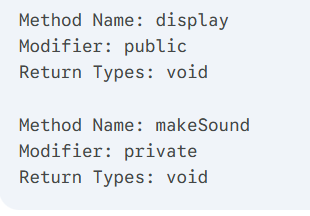 Method Name: display
Modifier: public
Return Types: void
Method Name: makeSound
Modifier: private
Return Types: void